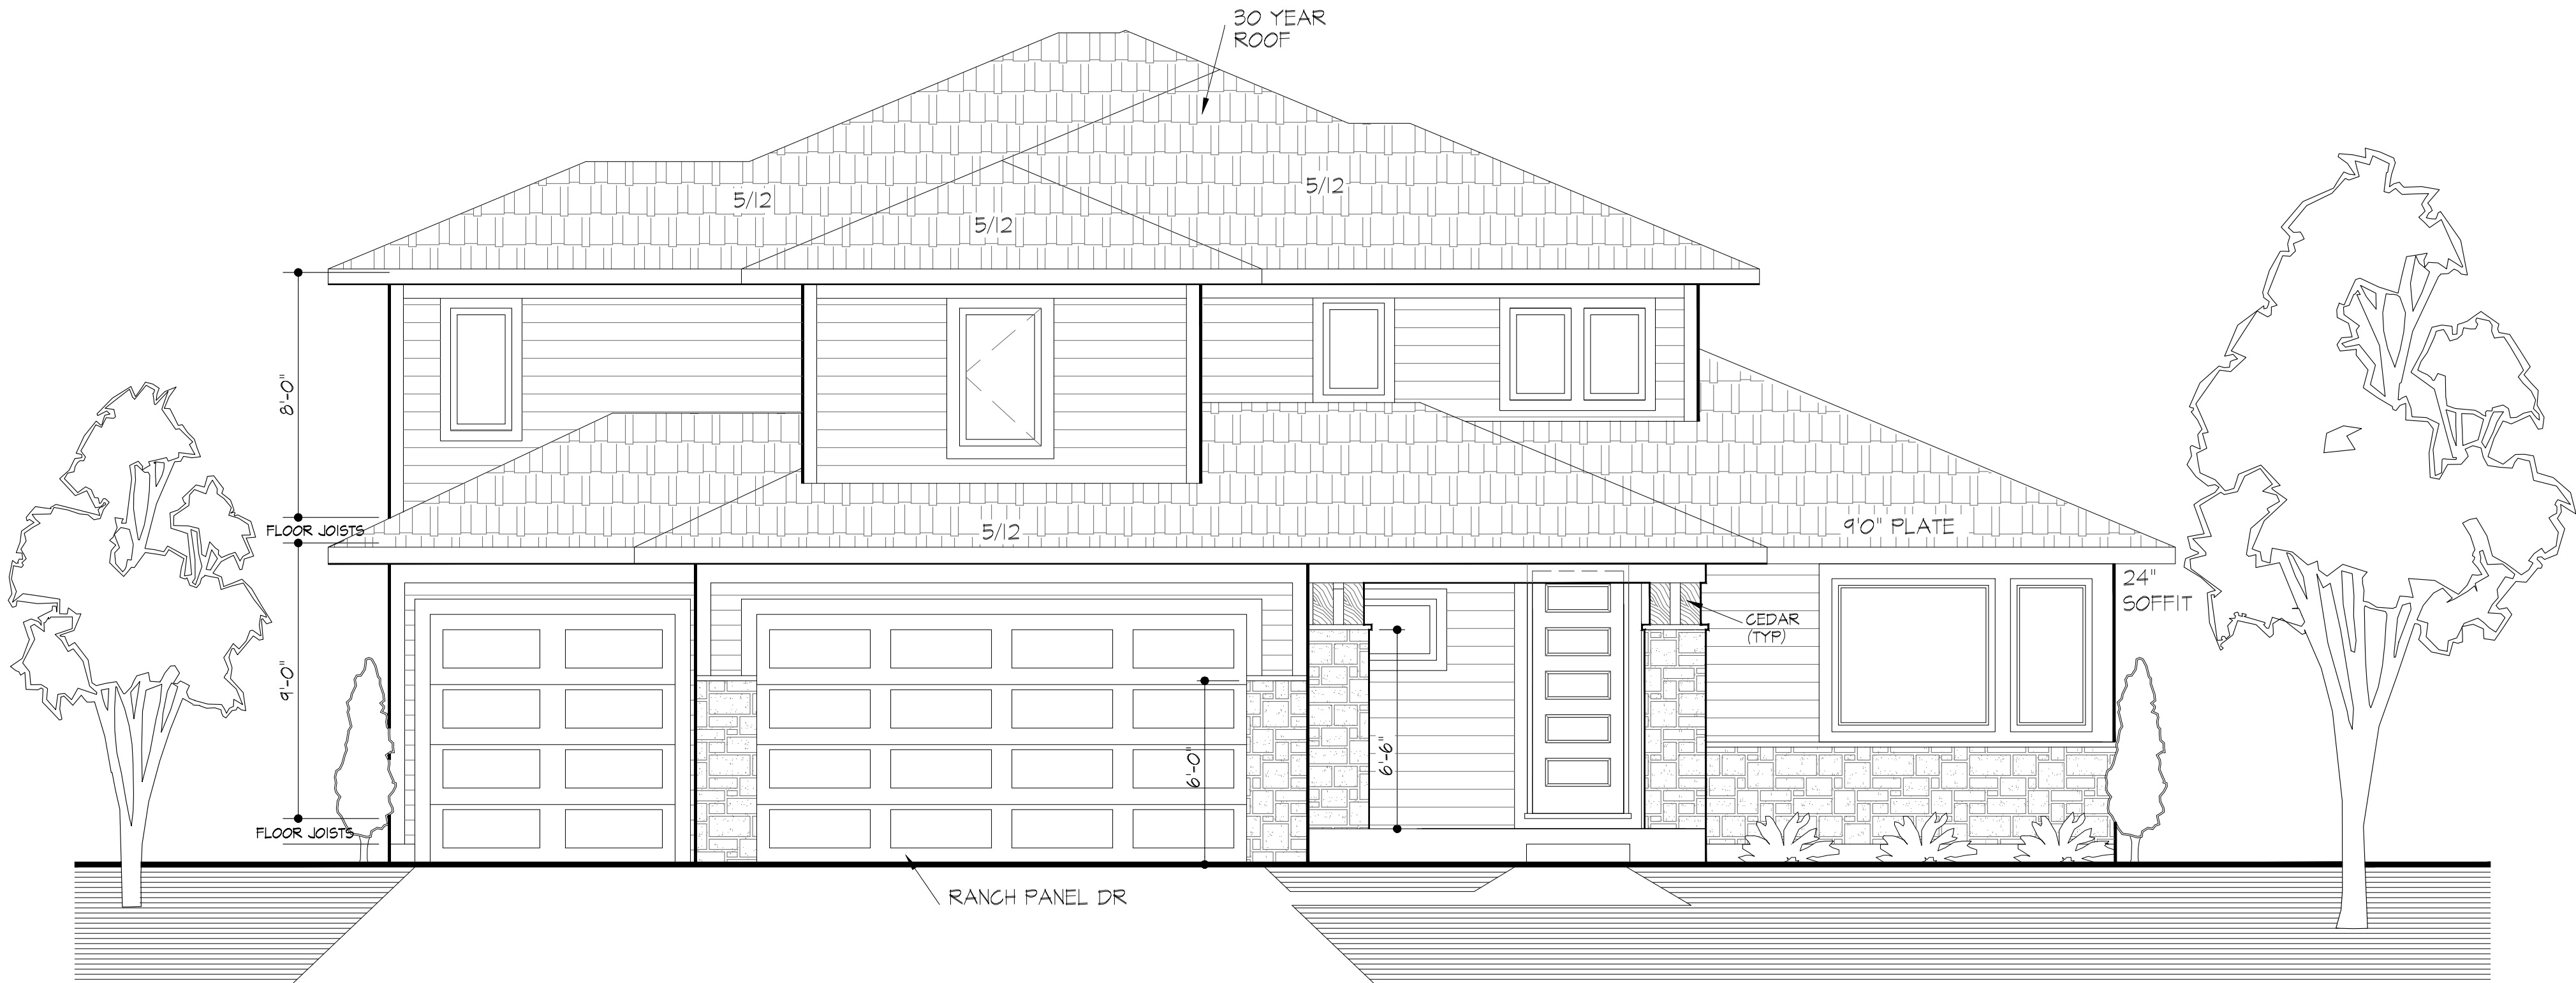 30 YEAR
ROOF
5/12
5/12
5/12
8'-0"
FLOOR JOISTS
5/12
9'0" PLATE
24"
SOFFIT
CEDAR
(TYP)
9'-0"
6'-0"
6'-6"
FLOOR JOISTS
RANCH PANEL DR